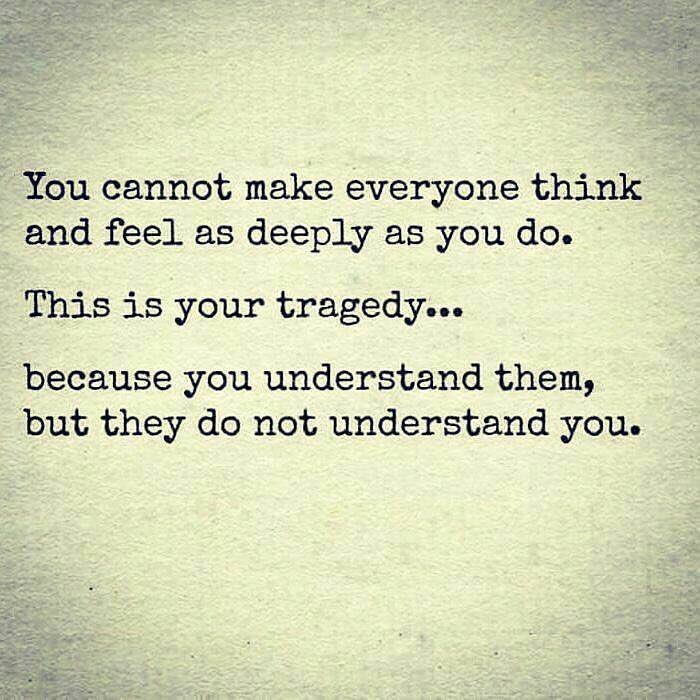 You cannot make everyone think
and feel as deeply as you do.
This is your tragedy...
because you understand them,
but they do not understand you.